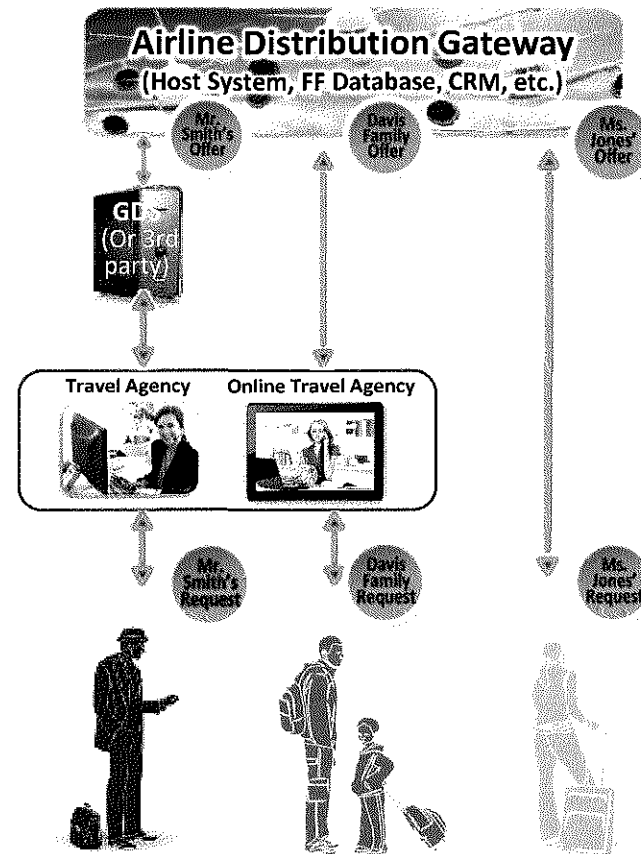 Airline Distribution Gateway
(Host System, FF Database, CRM, etc.)
Mr.
Smith's
Offer
Davis
Family
Offer
Ms.
Jones'
Offer
GDS
(Or 3rd
party)
Travel Agency
Online Travel Agency
Mr.
Smith's
Request
Davis
Family
Request
Ms.
Jones'
Request